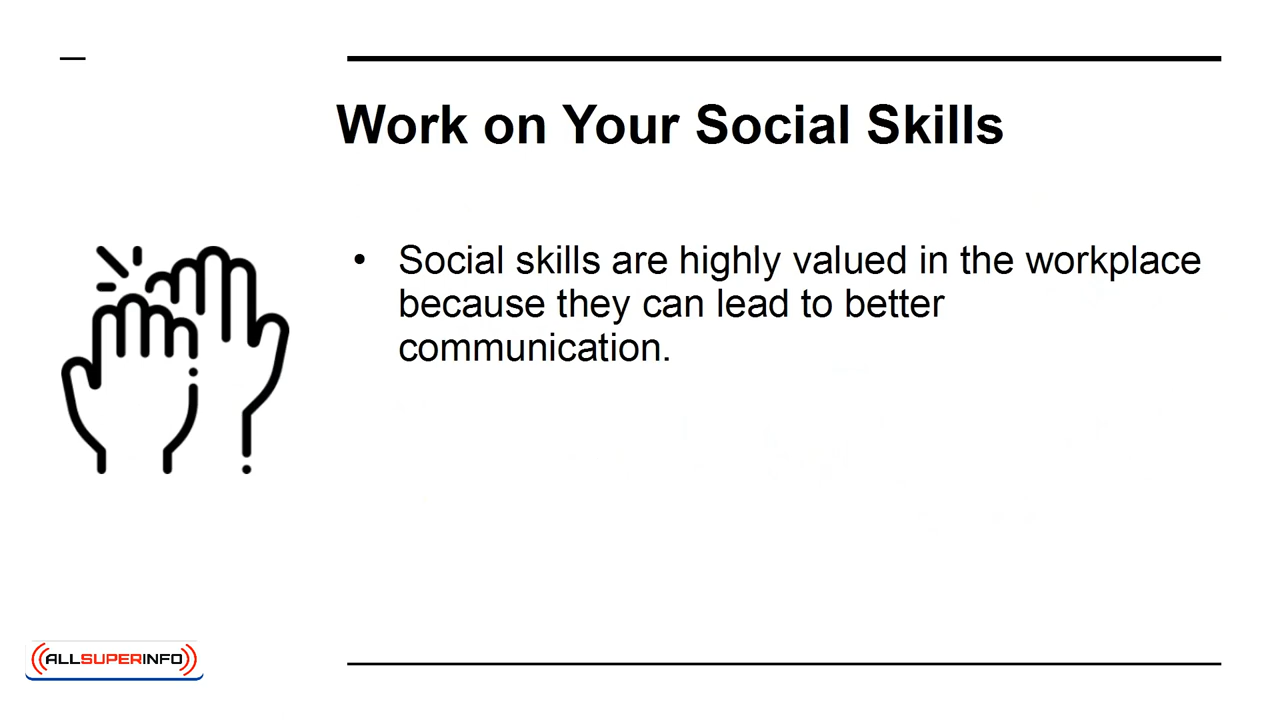 Work on Your Social Skills
• Social skills are highly valued in the workplace
because they can lead to better
communication.
ALLSUPERINFO